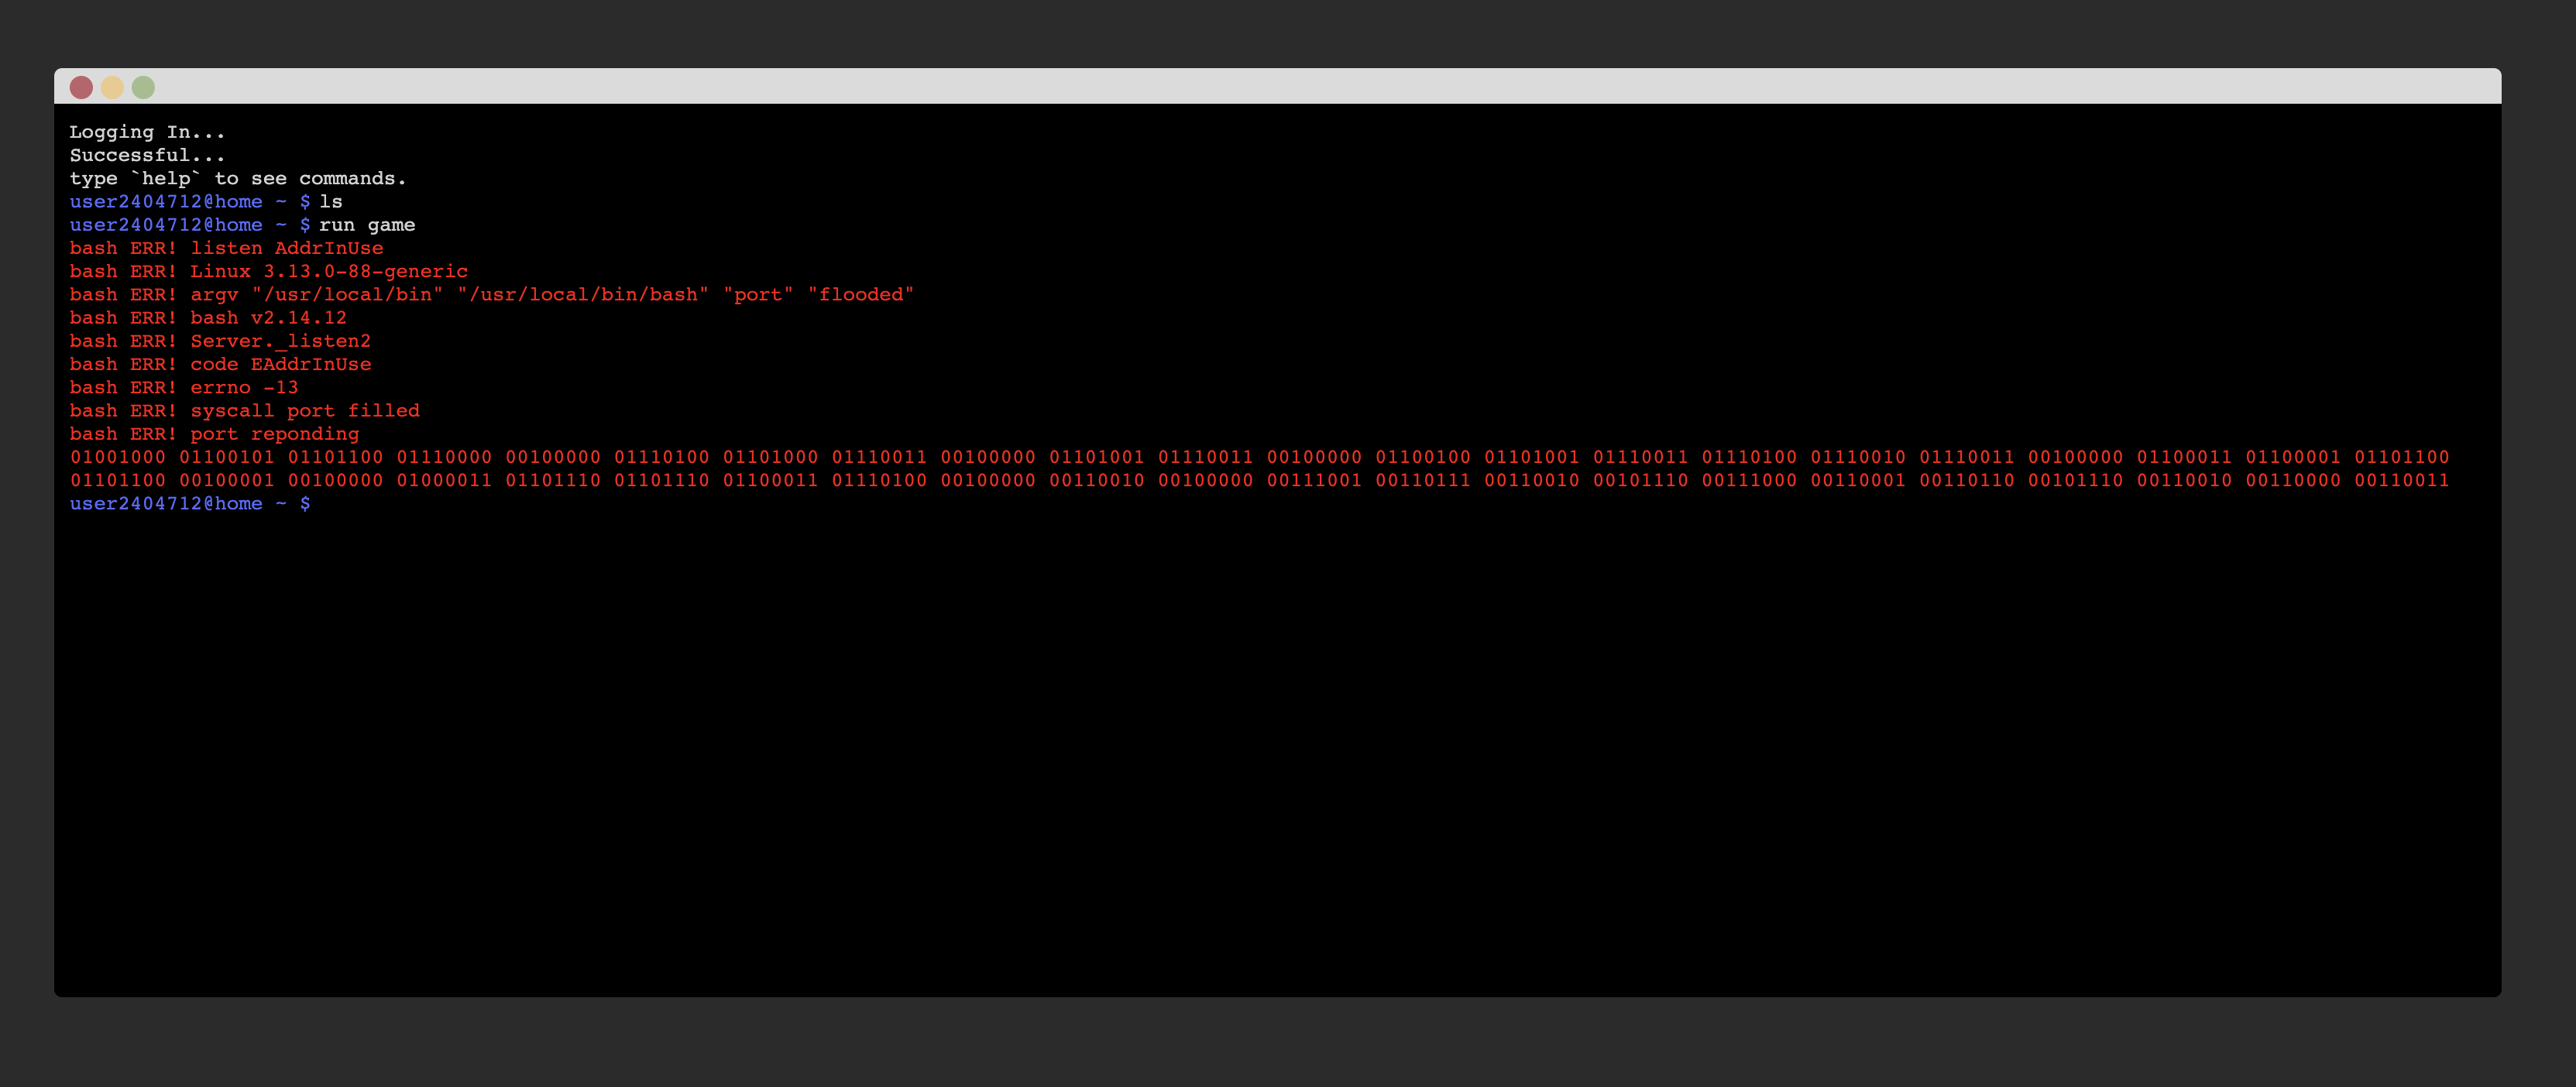 Logging In...
Successful...
type `help` to see commands.
user2404712@home ~ $ ls
user2404712@home ~ $ run game
bash ERR! listen AddrInUse
bash ERR! Linux 3.13.0-88-generic
bash ERR! argv "/usr/local/bin" "/usr/local/bin/bash" "port" "flooded"
bash ERR! bash v2.14.12
bash ERR! Server._listen2
bash ERR! code EAddrInUse
bash ERR! errno -13
bash ERR! syscall port filled
bash ERR! port reponding
01001000 01100101 01101100 01110000 00100000 01110100 01101000 01110011 00100000 01101001 01110011 00100000 01100100 01101001 01110011 01110100 01110010 01110011 00100000 01100011 01100001 01101100
01101100 00100001 00100000 01000011 01101110 01101110 01100011 01110100 00100000 00110010 00100000 00111001 00110111 00110010 00101110 00111000 00110001 00110110 00101110 00110010 00110000 00110011
user2404712@home ~ $